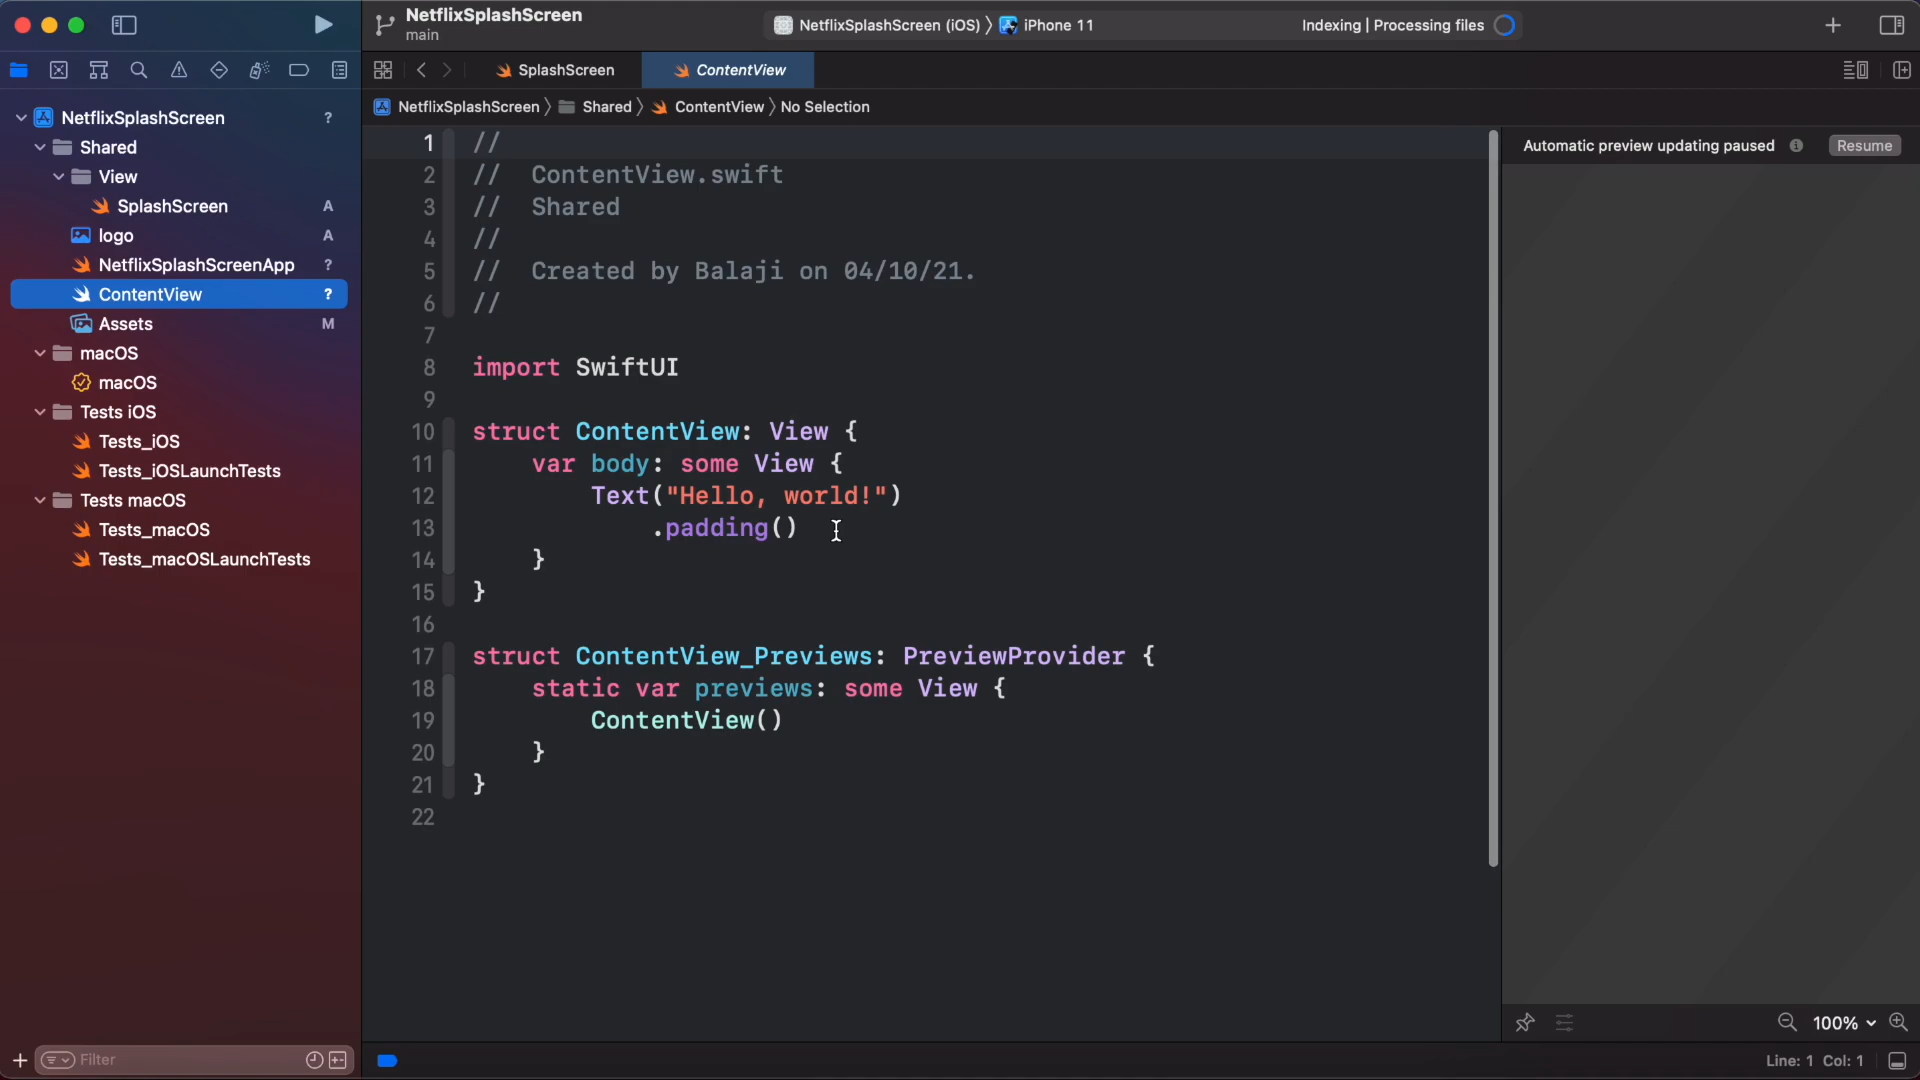 NetflixSplashScreen
main
NetflixSplashScreen (iOS) 〉 iPhone 11
Indexing | Processing files
SplashScreen
ContentView
NetflixSplashScreen 〉 Shared 〉 ContentView 〉 No Selection
NetflixSplashScreen ?
Shared
View
SplashScreen A
logo A
NetflixSplashScreenApp ?
ContentView ?
Assets M
macOS
macOS
Tests iOS
Tests_iOS
Tests_iOSLaunchTests
Tests macOS
Tests_macOS
Tests_macOSLaunchTests
Filter
1 //
2 //  ContentView.swift
3 //  Shared
4 //
5 //  Created by Balaji on 04/10/21.
6 //
7
8 import SwiftUI
9
10 struct ContentView: View {
11     var body: some View {
12         Text("Hello, world!")
13             .padding()
14     }
15 }
16
17 struct ContentView_Previews: PreviewProvider {
18     static var previews: some View {
19         ContentView()
20     }
21 }
22
Automatic preview updating paused
Resume
100%
Line: 1 Col: 1